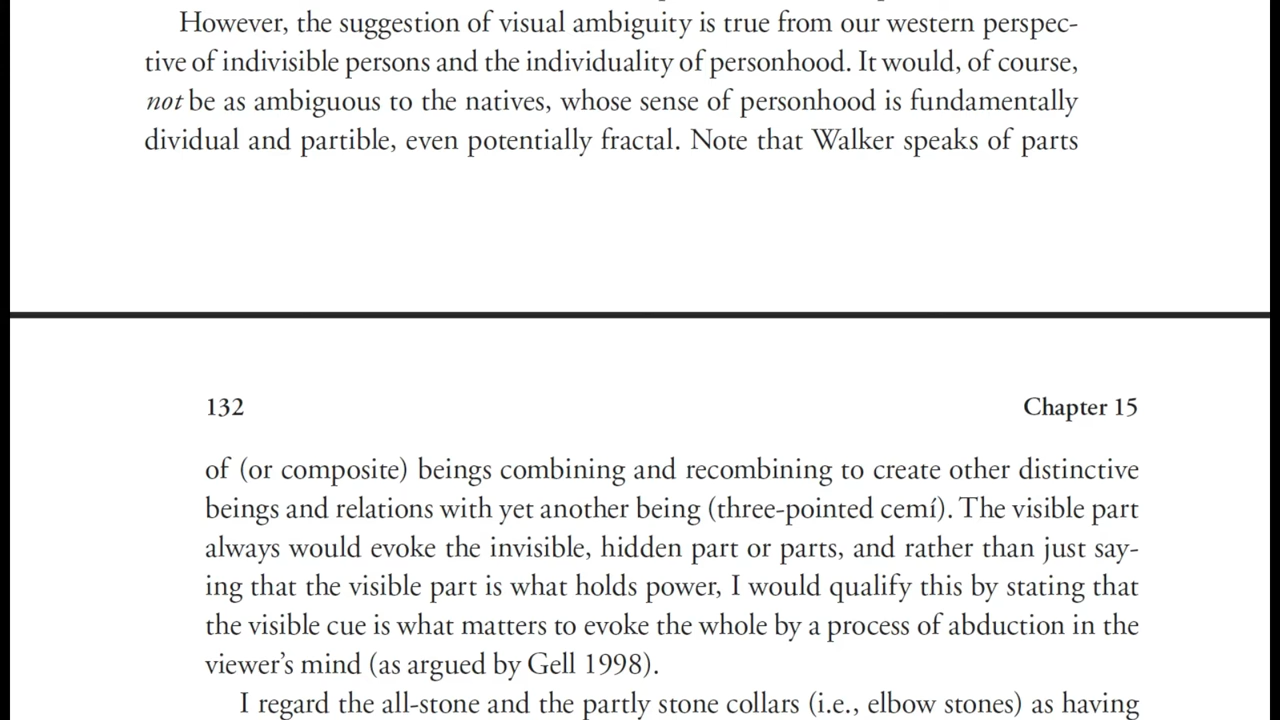 However, the suggestion of visual ambiguity is true from our western perspec-
tive of indivisible persons and the individuality of personhood. It would, of course,
not be as ambiguous to the natives, whose sense of personhood is fundamentally
dividual and partible, even potentially fractal. Note that Walker speaks of parts
132
Chapter 15
of (or composite) beings combining and recombining to create other distinctive
beings and relations with yet another being (three-pointed cemí). The visible part
always would evoke the invisible, hidden part or parts, and rather than just say-
ing that the visible part is what holds power, I would qualify this by stating that
the visible cue is what matters to evoke the whole by a process of abduction in the
viewer's mind (as argued by Gell 1998).
I regard the all-stone and the partly stone collars (i.e., elbow stones) as having